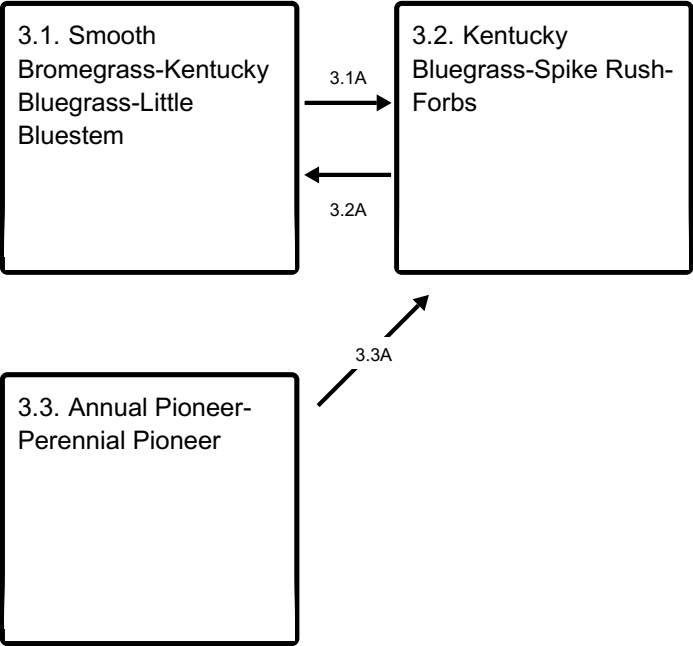 3.1. Smooth
Bromegrass-Kentucky
Bluegrass-Little
Bluestem
3.1A
3.2A
3.2. Kentucky
Bluegrass-Spike Rush-
Forbs
3.3A
3.3. Annual Pioneer-
Perennial Pioneer